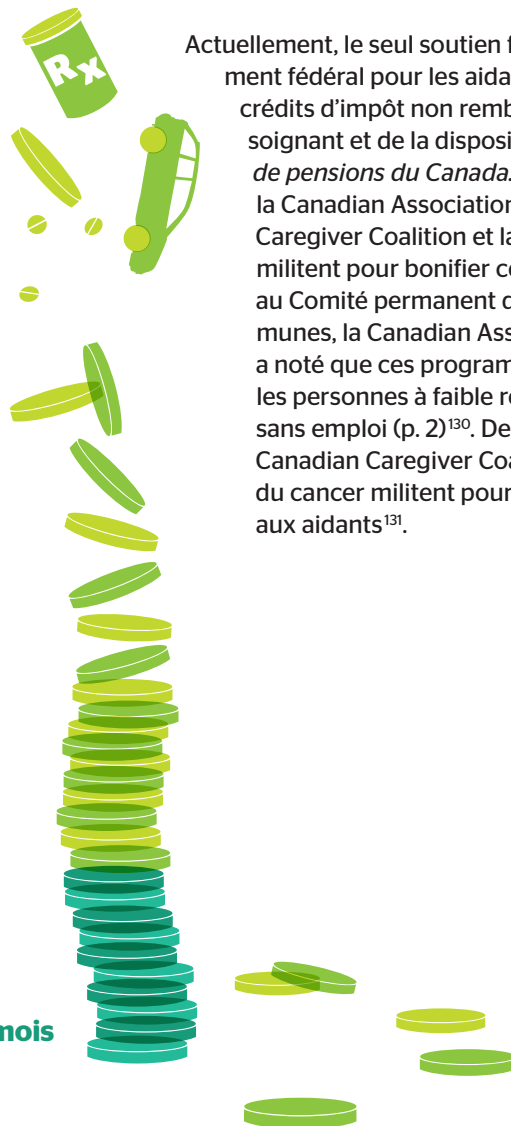 Rx
Actuellement, le seul soutien f
ment fédéral pour les aida
crédits d'impôt non remb
soignant et de la disposi
de pensions du Canada.
la Canadian Association
Caregiver Coalition et la
militent pour bonifier c
au Comité permanent d
munes, la Canadian Ass
a noté que ces program
les personnes à faible re
sans emploi (p. 2)¹³⁰. De
Canadian Caregiver Coa
du cancer militent pour
aux aidants¹³¹.
mois